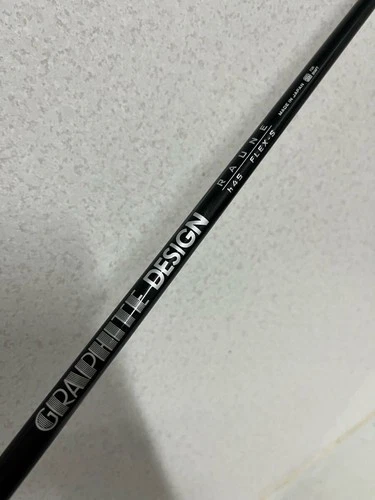 GRAPHITE DESIGN
RAUNE
h45 FLEX-S
MADE IN JAPAN